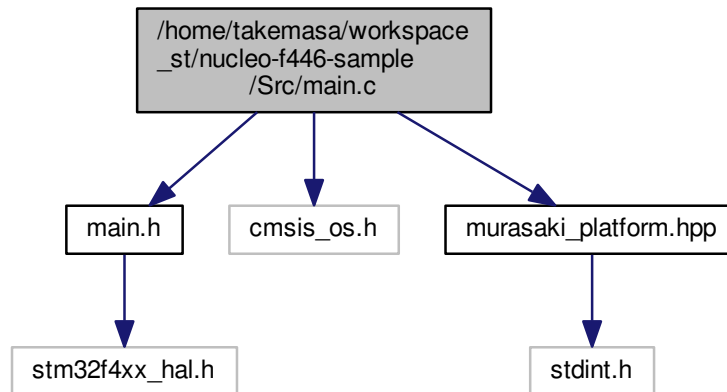 /home/takemasa/workspace
_st/nucleo-f446-sample
/Src/main.c
main.h
cmsis_os.h
murasaki_platform.hpp
stm32f4xx_hal.h
stdint.h